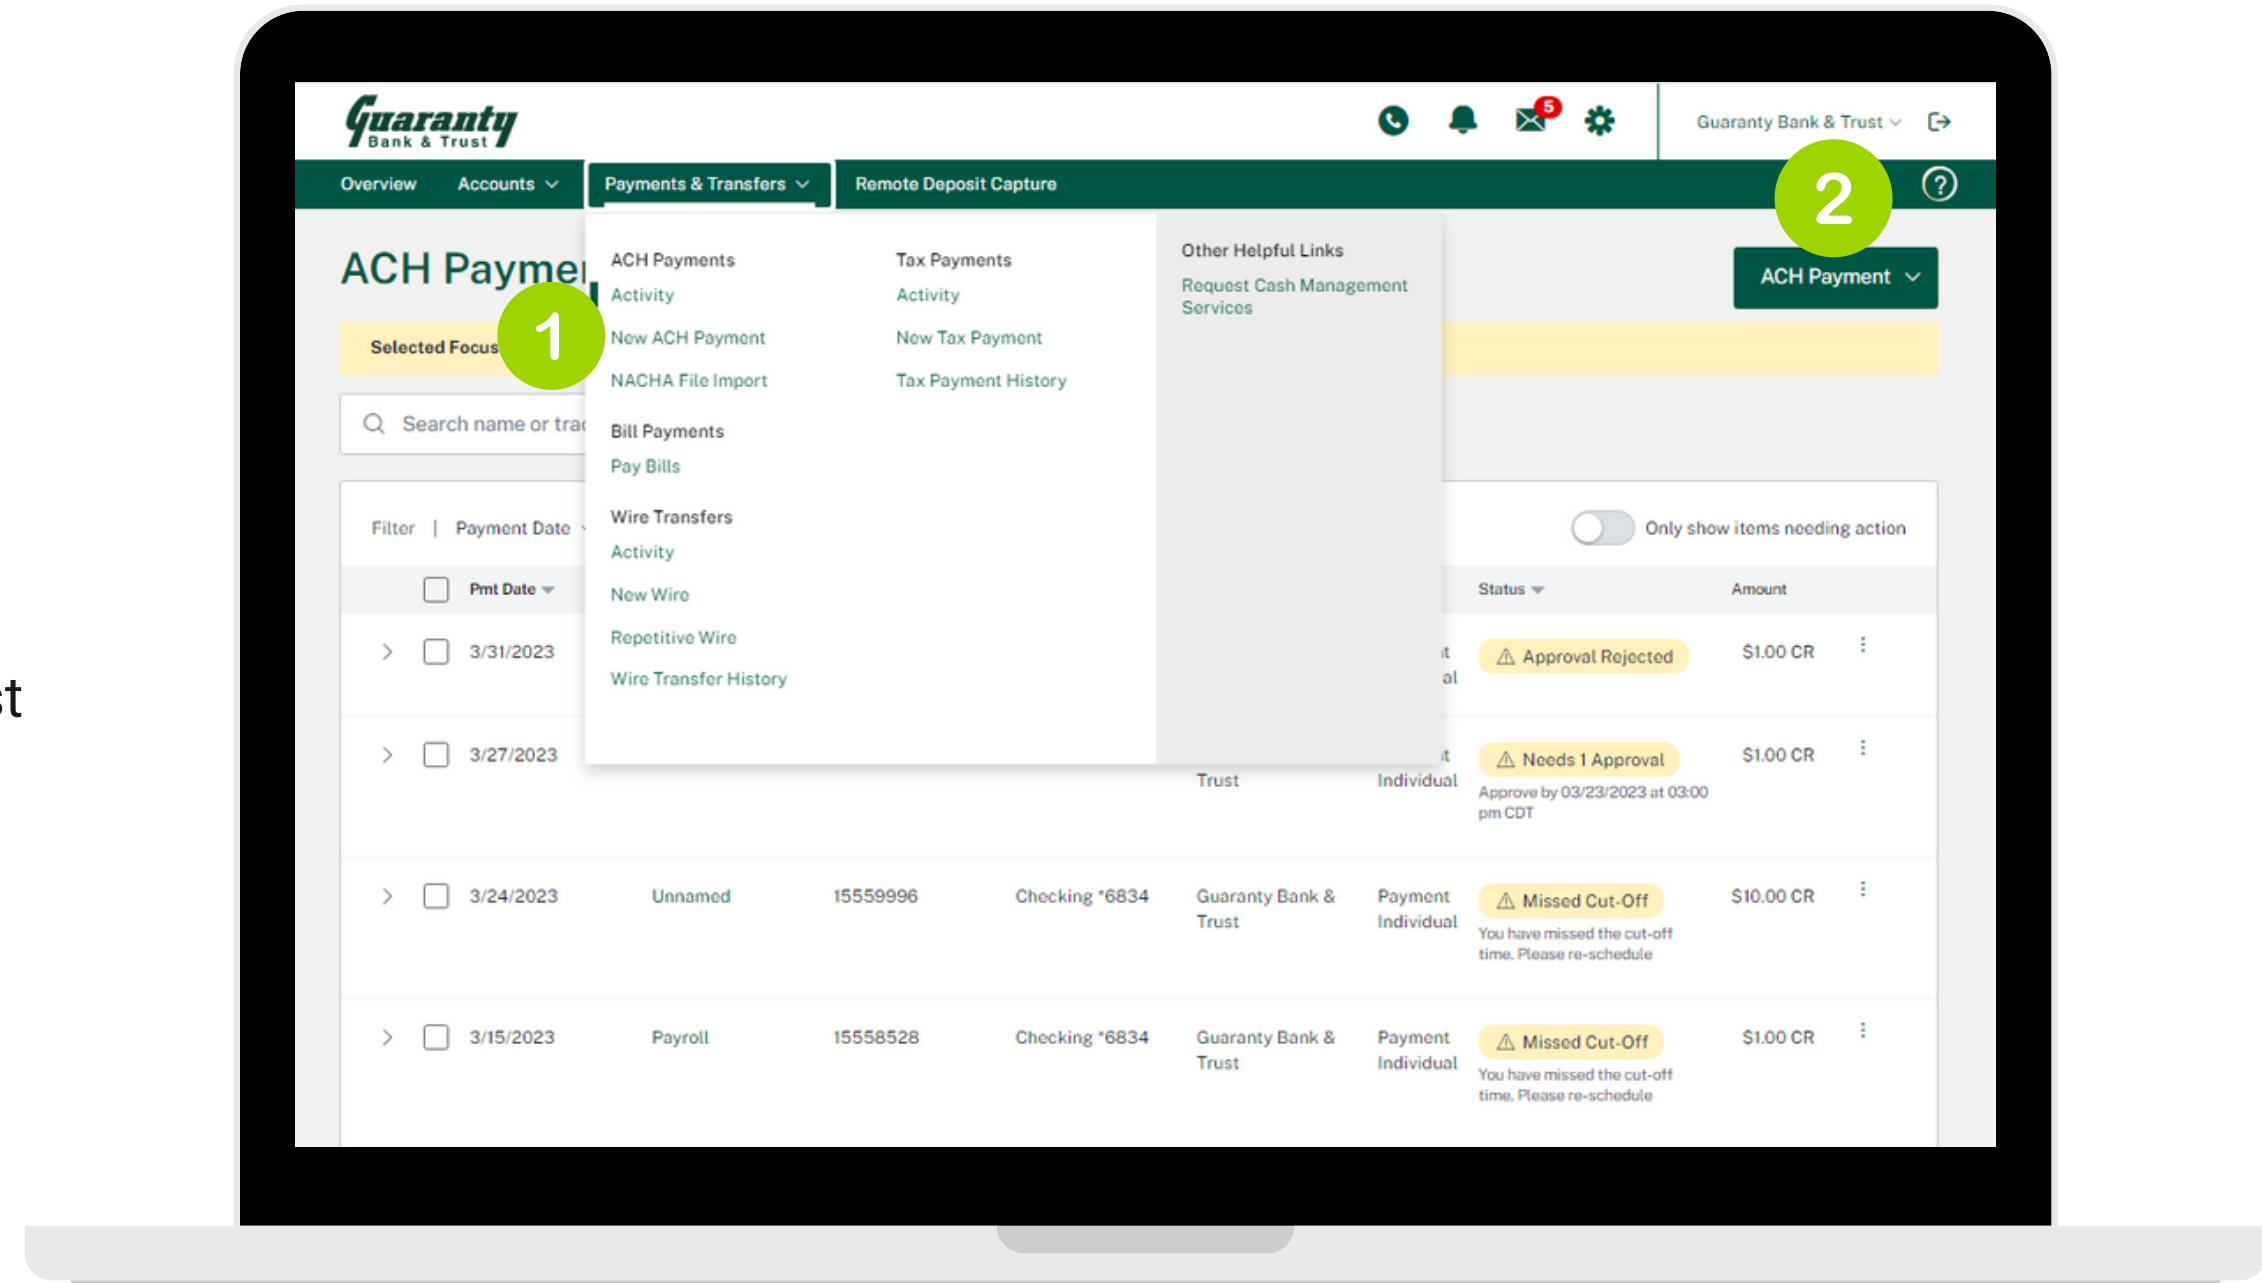 Guaranty
Bank & Trust
5
Guaranty Bank & Trust
Overview
Accounts
Payments & Transfers
Remote Deposit Capture
2
ACH Paymen
ACH Payment
1
Selected Focus
Search name or trac
ACH Payments
Activity
New ACH Payment
NACHA File Import
Bill Payments
Pay Bills
Wire Transfers
Activity
New Wire
Repetitive Wire
Wire Transfer History
Tax Payments
Activity
New Tax Payment
Tax Payment History
Other Helpful Links
Request Cash Management
Services
Filter | Payment Date
Only show items needing action
Pmt Date
Status
Amount
3/31/2023
Approval Rejected
$1.00 CR
al
st
3/27/2023
Needs 1 Approval
$1.00 CR
Trust
Individual
Approve by 03/23/2023 at 03:00
pm CDT
3/24/2023 Unnamed 15559996 Checking *6834 Guaranty Bank & Payment Missed Cut-Off $10.00 CR
Trust Individual
You have missed the cut-off
time. Please re-schedule
3/15/2023 Payroll 15558528 Checking *6834 Guaranty Bank & Payment Missed Cut-Off $1.00 CR
Trust Individual
You have missed the cut-off
time. Please re-schedule